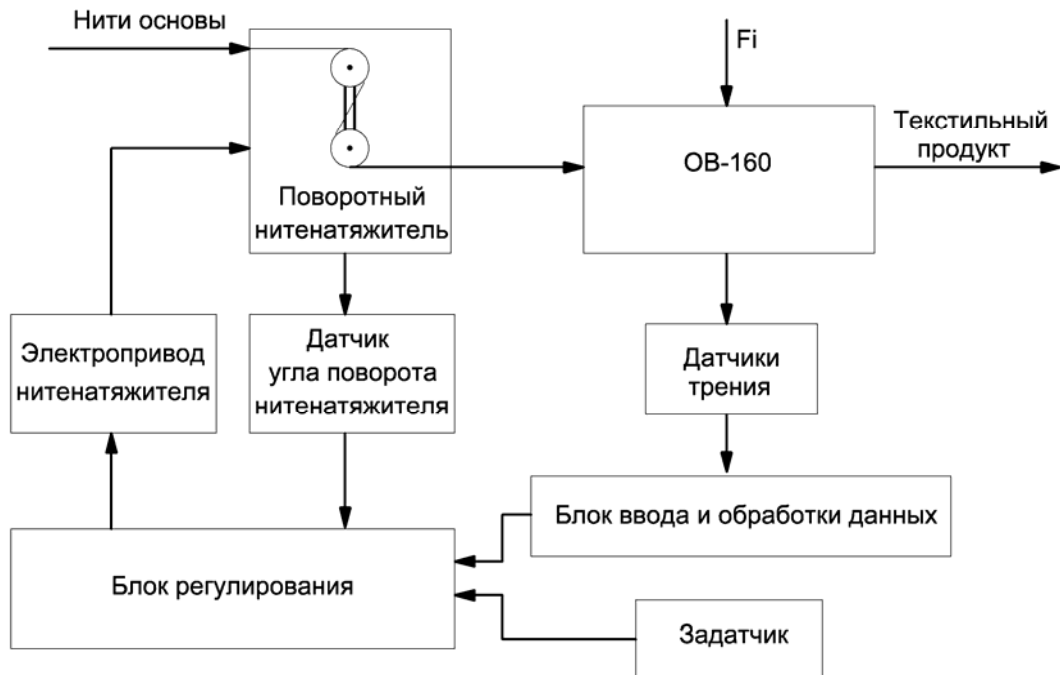 Нити основы
Fi
Текстильный
продукт
ОВ-160
Поворотный
нитенатяжитель
Электропривод
нитенатяжителя
Датчик
угла поворота
нитенатяжителя
Датчики
трения
Блок ввода и обработки данных
Блок регулирования
Задатчик